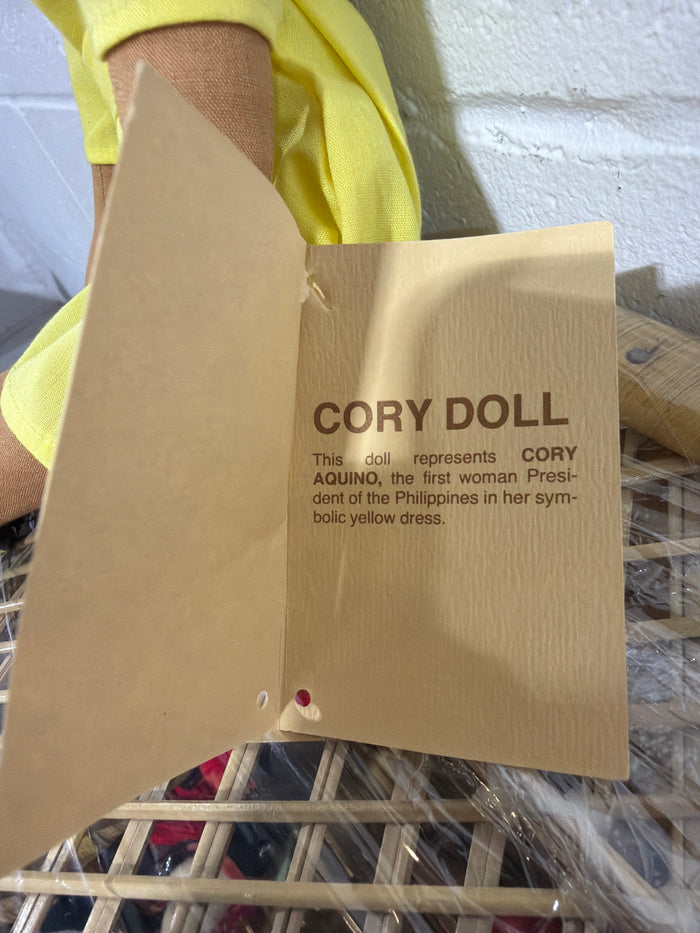 CORY DOLL
This doll represents CORY
AQUINO, the first woman Presi-
dent of the Philippines in her sym-
bolic yellow dress.